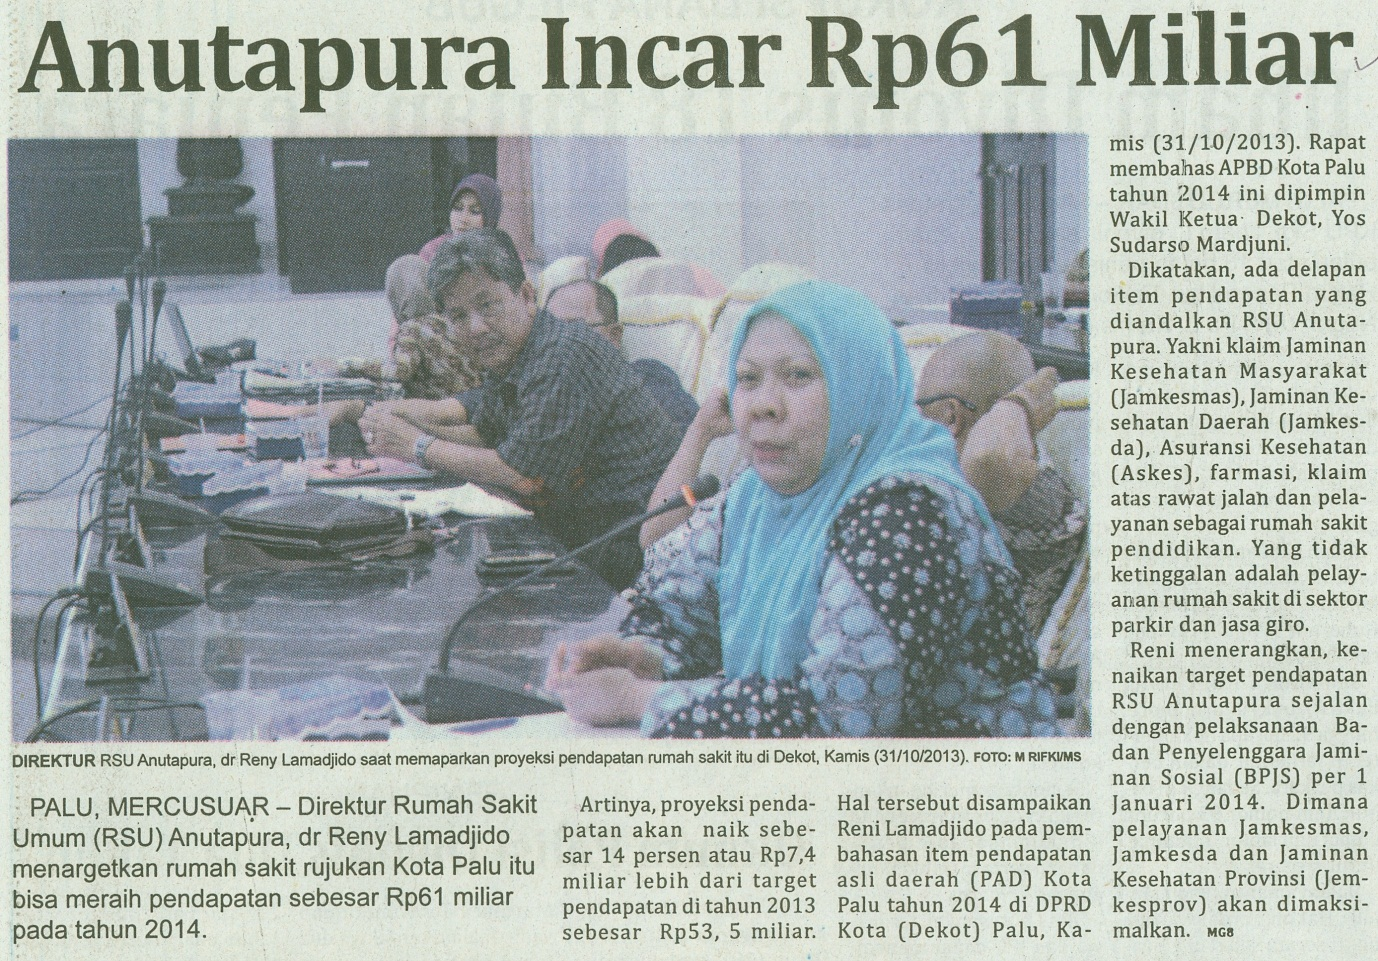 Anutapura Incar Rp61 Miliar
DIREKTUR RSU Anutapura, dr Reny Lamadjido saat memaparkan proyeksi pendapatan rumah sakit itu di Dekot, Kamis (31/10/2013). FOTO: M RIFKI/MS
PALU, MERCUSUAR – Direktur Rumah Sakit
Umum (RSU) Anutapura, dr Reny Lamadjido
menargetkan rumah sakit rujukan Kota Palu itu
bisa meraih pendapatan sebesar Rp61 miliar
pada tahun 2014.
Artinya, proyeksi penda-
patan akan naik sebe-
sar 14 persen atau Rp7,4
miliar lebih dari target
pendapatan di tahun 2013
sebesar Rp53, 5 miliar.
Hal tersebut disampaikan
Reni Lamadjido pada pem-
bahasan item pendapatan
asli daerah (PAD) Kota
Palu tahun 2014 di DPRD
Kota (Dekot) Palu, Ka-
mis (31/10/2013). Rapat
membahas APBD Kota Palu
tahun 2014 ini dipimpin
Wakil Ketua Dekot, Yos
Sudarso Mardjuni.
Dikatakan, ada delapan
item pendapatan yang
diandalkan RSU Anuta-
pura. Yakni klaim Jaminan
Kesehatan Masyarakat
(Jamkesmas), Jaminan Ke-
sehatan Daerah (Jamkes-
da), Asuransi Kesehatan
(Askes), farmasi, klaim
atas rawat jalan dan pela-
yanan sebagai rumah sakit
pendidikan. Yang tidak
ketinggalan adalah pelay-
anan rumah sakit di sektor
parkir dan jasa giro.
Reni menerangkan, ke-
naikan target pendapatan
RSU Anutapura sejalan
dengan pelaksanaan Ba-
dan Penyelenggara Jami-
nan Sosial (BPJS) per 1
Januari 2014. Dimana
pelayanan Jamkesmas,
Jamkesda dan Jaminan
Kesehatan Provinsi (Jem-
kesprov) akan dimaksi-
malkan. MG8